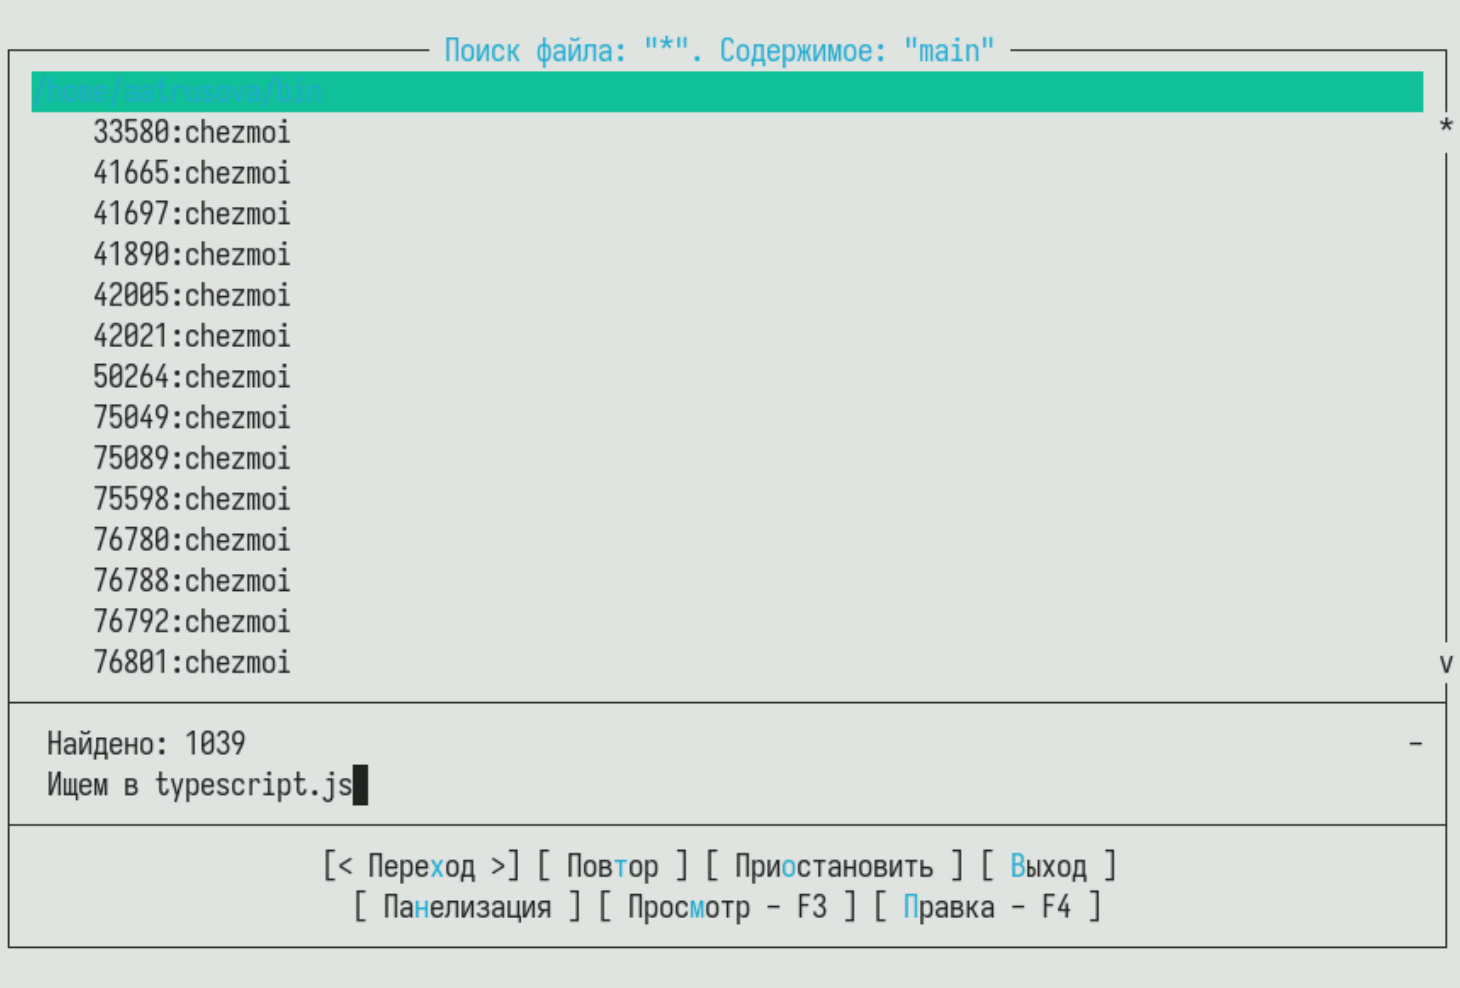 Поиск файла: "*". Содержимое: "main"
/home/aatrusova/bin
33580:chezmoi
*
41665:chezmoi
41697:chezmoi
41890:chezmoi
42005:chezmoi
42021:chezmoi
50264:chezmoi
75049:chezmoi
75089:chezmoi
75598:chezmoi
76780:chezmoi
76788:chezmoi
76792:chezmoi
76801:chezmoi
v
Найдено: 1039 -
Ищем в typescript.js
[< Переход >] [ Повтор ] [ Приостановить ] [ Выход ]
[ Панелизация ] [ Просмотр - F3 ] [ Правка - F4 ]